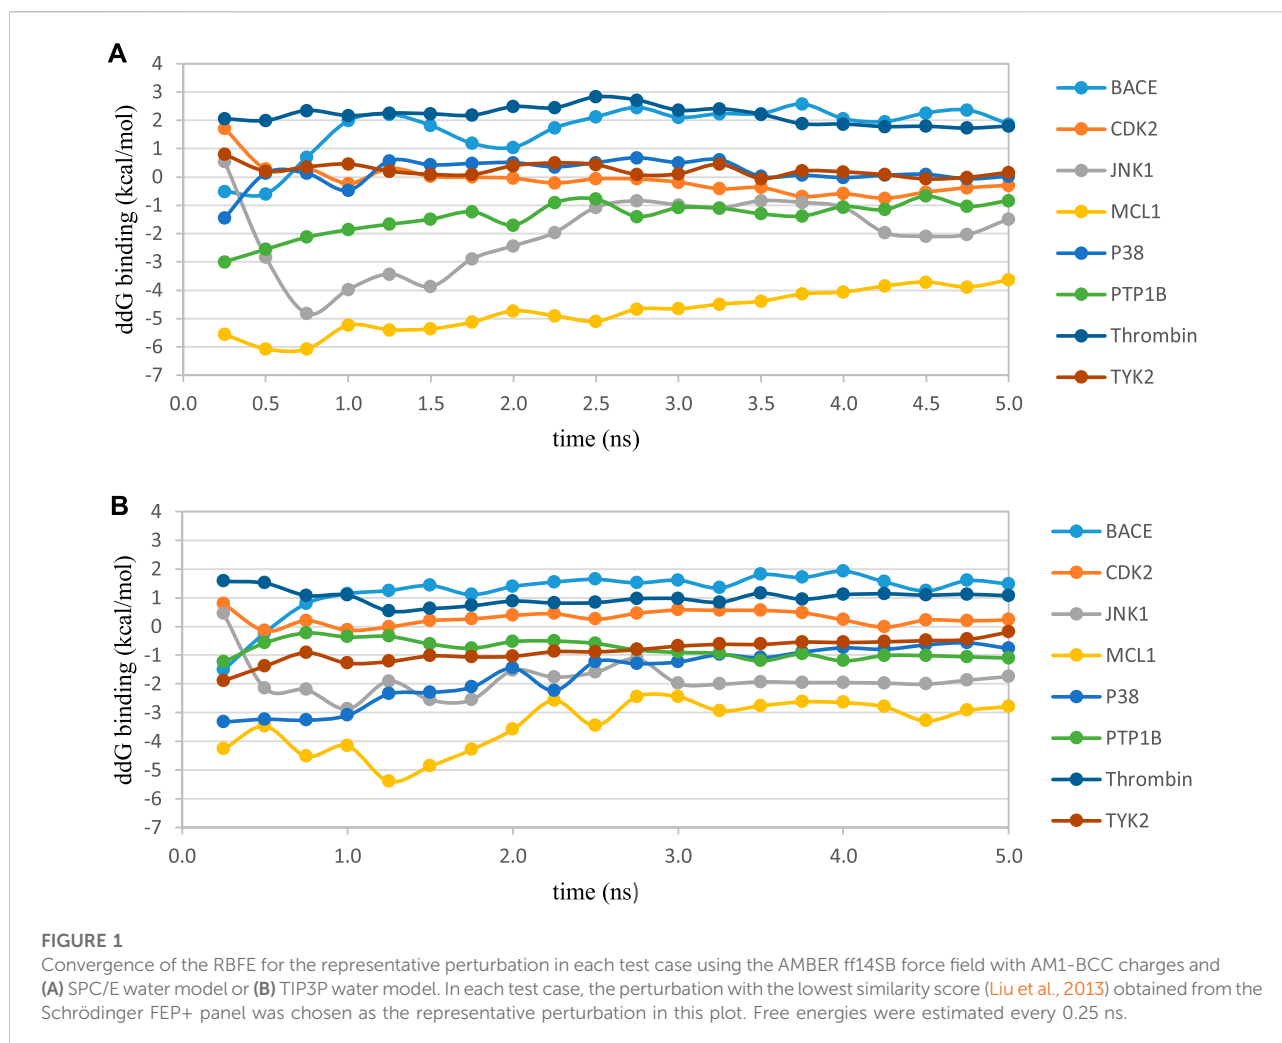 A
4
3
2
1
0
-1
-2
-3
-4
-5
-6
-7
ddG binding (kcal/mol)
0.0 0.5 1.0 1.5 2.0 2.5 3.0 3.5 4.0 4.5 5.0
time (ns)
BACE
CDK2
JNK1
MCL1
P38
PTP1B
Thrombin
TYK2
B
4
3
2
1
0
-1
-2
-3
-4
-5
-6
-7
ddG binding (kcal/mol)
0.0 1.0 2.0 3.0 4.0 5.0
time (ns)
BACE
CDK2
JNK1
MCL1
P38
PTP1B
Thrombin
TYK2
FIGURE 1
Convergence of the RBFE for the representative perturbation in each test case using the AMBER ff14SB force field with AM1-BCC charges and
(A) SPC/E water model or (B) TIP3P water model. In each test case, the perturbation with the lowest similarity score (Liu et al., 2013) obtained from the
Schrödinger FEP+ panel was chosen as the representative perturbation in this plot. Free energies were estimated every 0.25 ns.